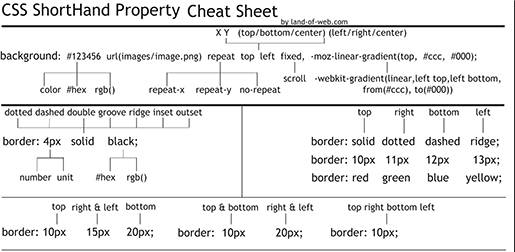 CSS ShortHand Property Cheat Sheet
by land-of-web.com
X Y (top/bottom/center) (left/right/center)
background: #123456 url(images/image.png) repeat top left fixed, -moz-linear-gradient(top, #ccc, #000);
scroll -webkit-gradient(linear,left top,left bottom,
color #hex rgb() repeat-x repeat-y no-repeat from(#ccc), to(#000))
dotted dashed double groove ridge inset outset
border: 4px solid black;
number unit #hex rgb()
top right bottom left
border: solid dotted dashed ridge;
border: 10px 11px 12px 13px;
border: red green blue yellow;
top right & left bottom
border: 10px 15px 20px;
top & bottom right & left
border: 10px 20px;
top right bottom left
border: 10px;